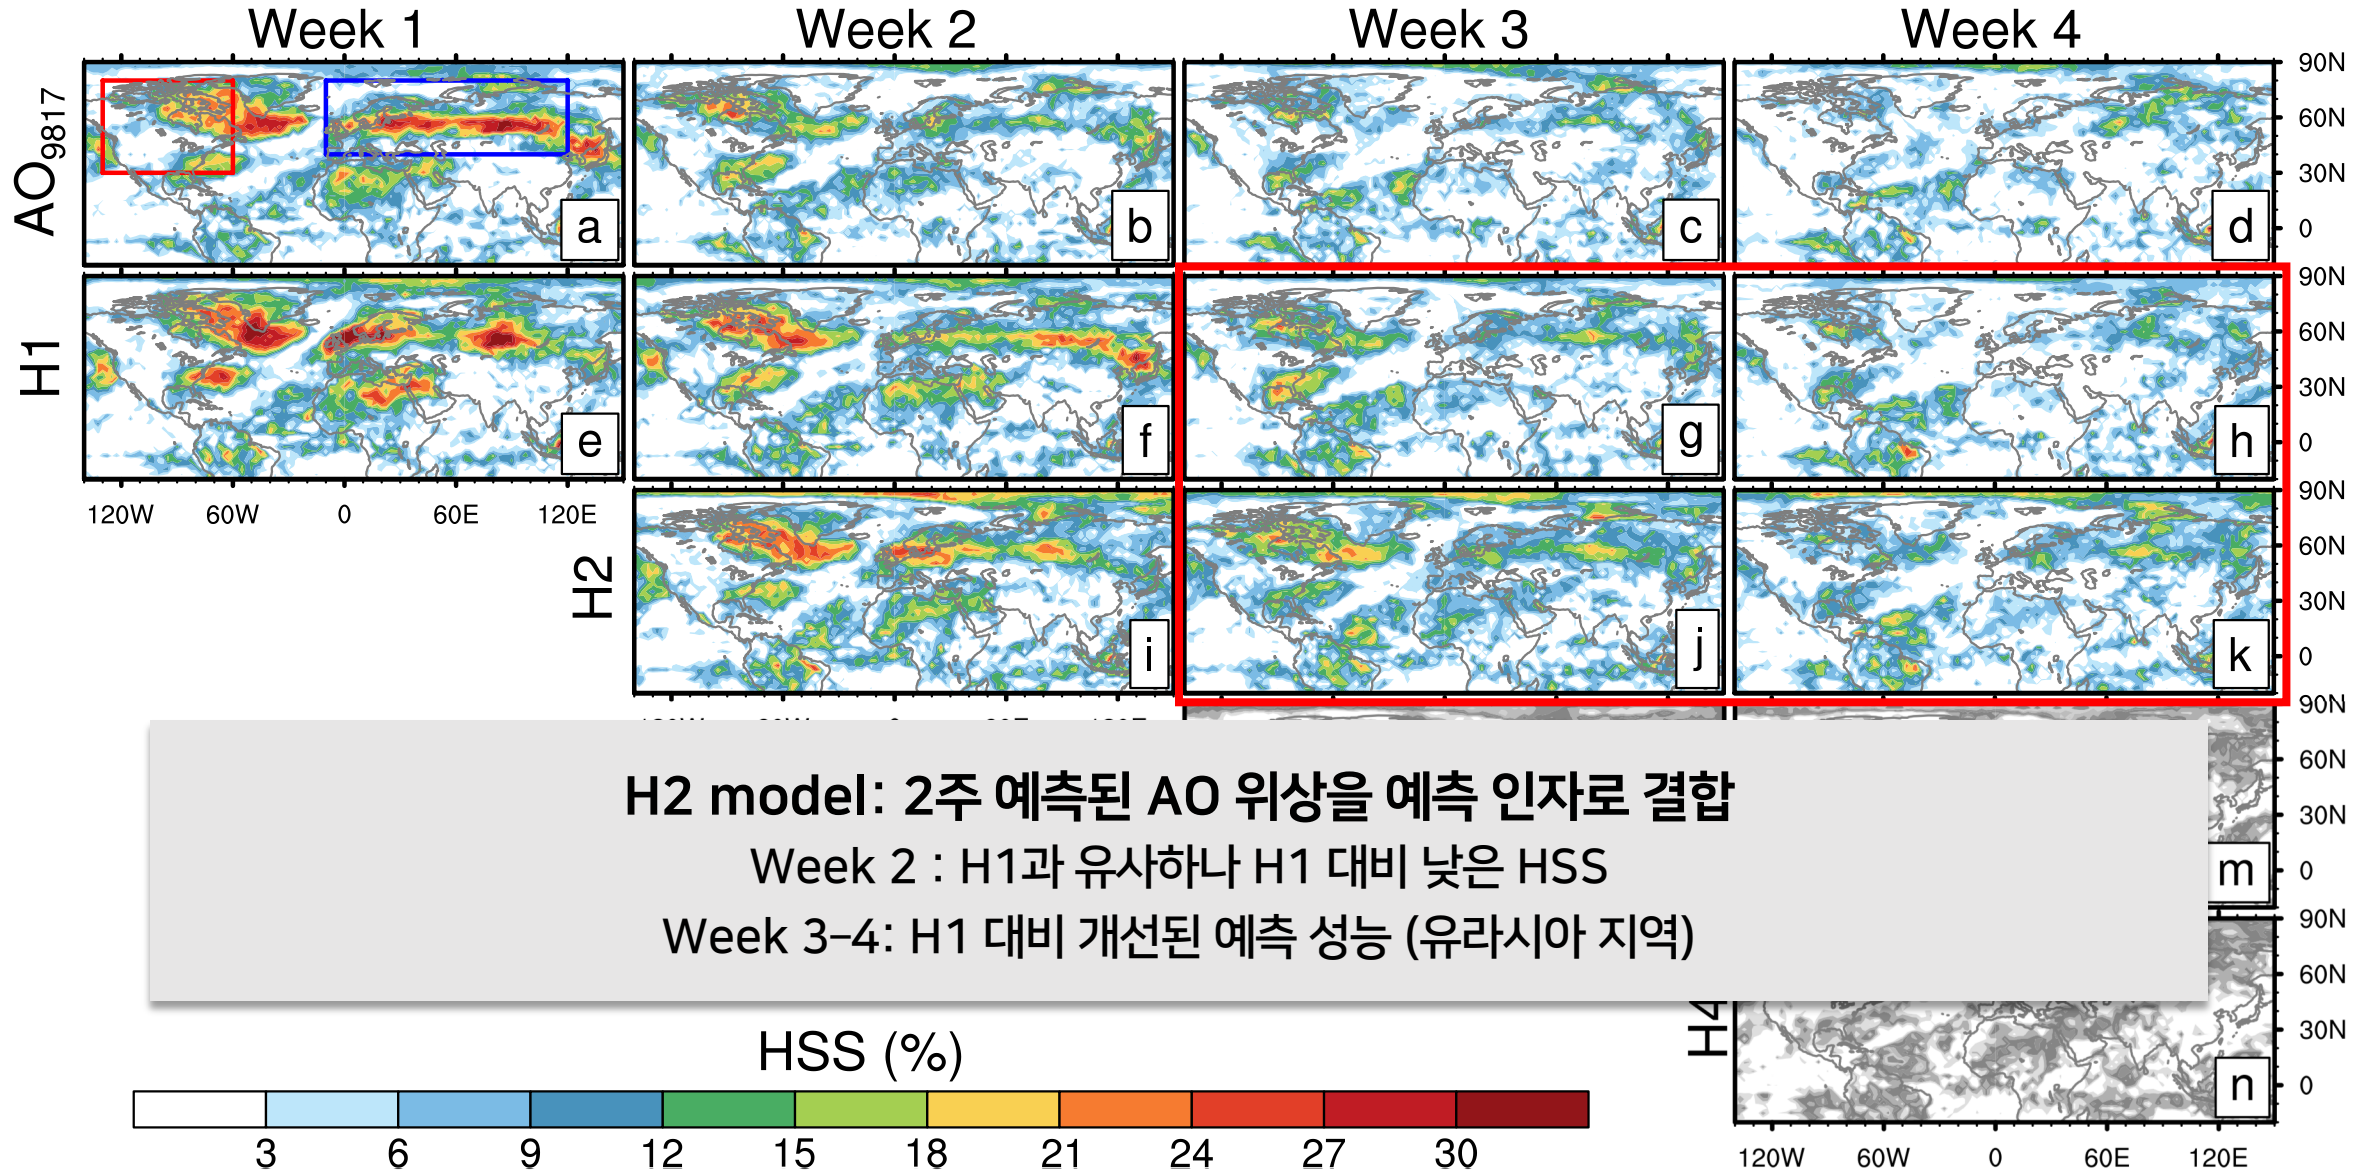 Week 1 Week 2 Week 3 Week 4
AO9817
a b c d
90N
60N
30N
0
H1
e f g h
90N
60N
30N
0
120W 60W 0 60E 120E
H2
i j k
90N
60N
30N
0
H2 model: 2주 예측된 AO 위상을 예측 인자로 결합
Week 2 : H1과 유사하나 H1 대비 낮은 HSS
Week 3-4: H1 대비 개선된 예측 성능 (유라시아 지역)
m
90N
60N
30N
0
H4
n
90N
60N
30N
0
120W 60W 0 60E 120E
HSS (%)
3 6 9 12 15 18 21 24 27 30